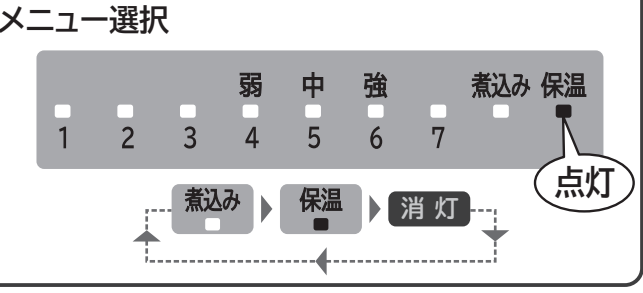 メニュー選択
弱 中 強 煮込み 保温
1 2 3 4 5 6 7
点灯
煮込み 保温 消灯